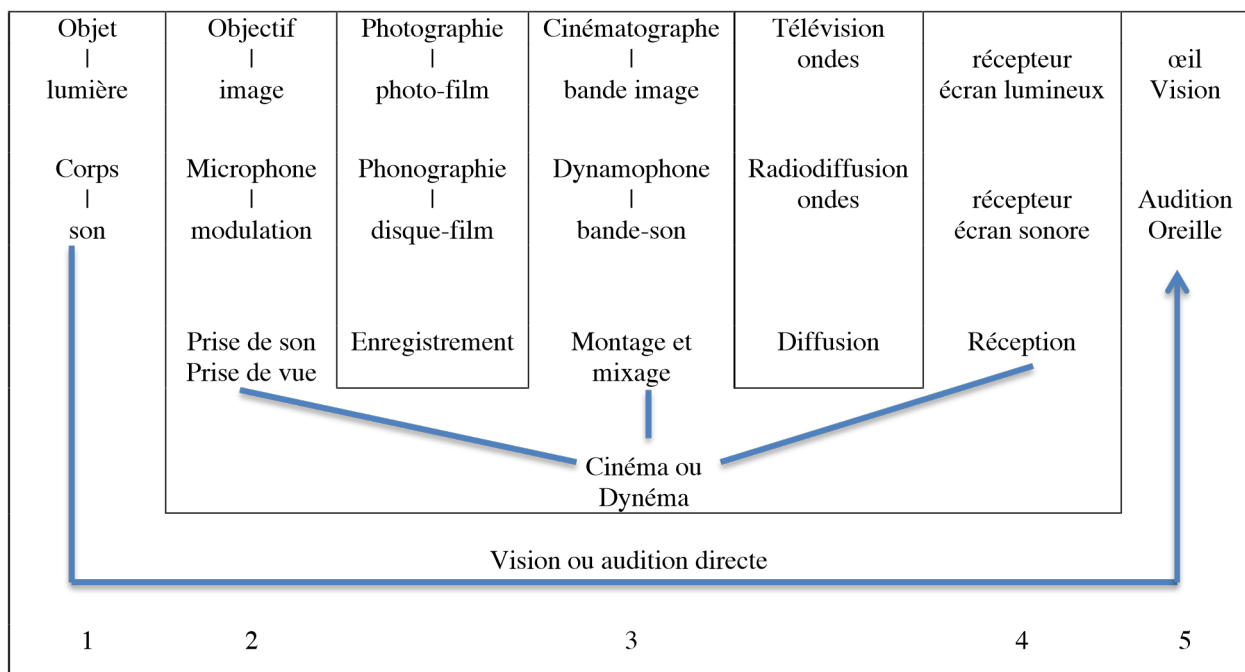 Objet Objectif Photographie Cinématographe Télévision
ondes récepteur œil
lumière image photo-film bande image écran lumineux Vision
Corps Microphone Phonographie Dynamophone Radiodiffusion
ondes récepteur Audition
son modulation disque-film bande-son écran sonore Oreille
Prise de son Enregistrement Montage et Diffusion Réception
Prise de vue mixage
Cinéma ou
Dynéma
Vision ou audition directe
1 2 3 4 5